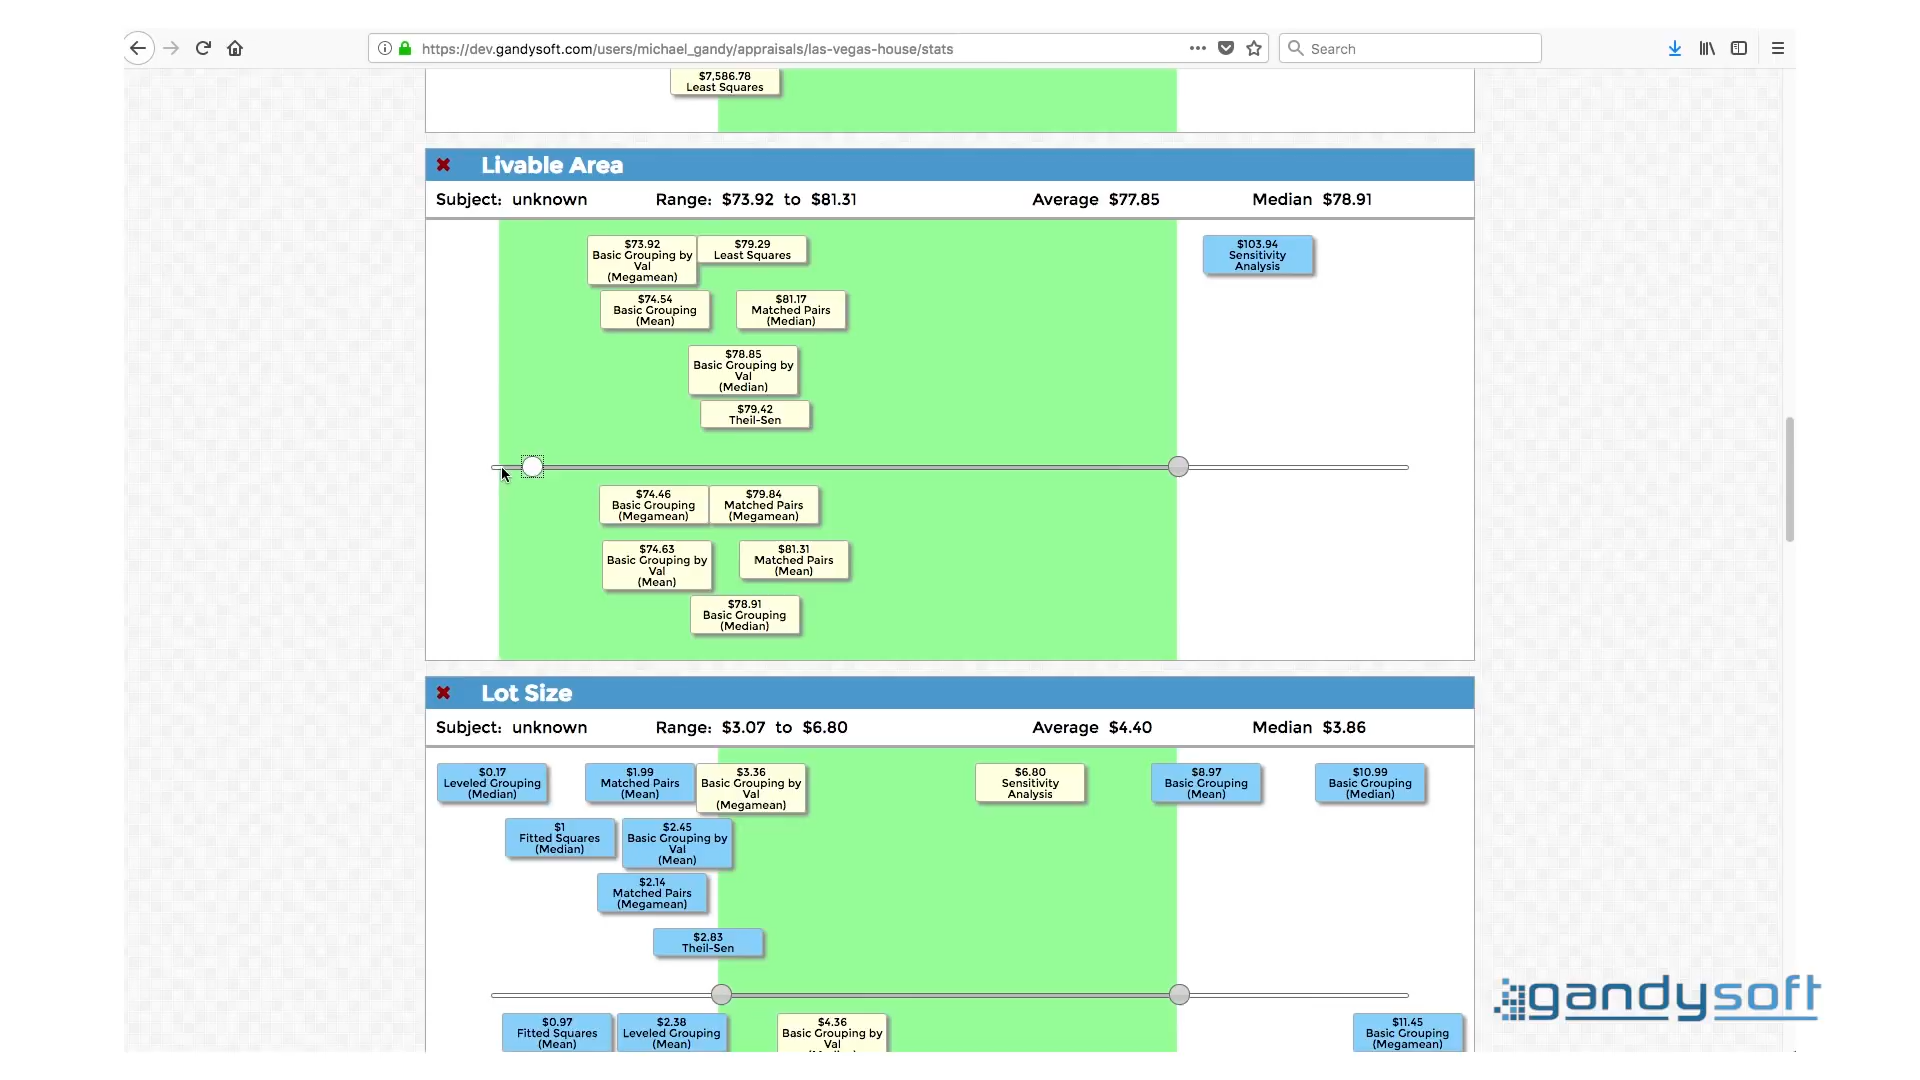 https://dev.gandysoft.com/users/michael_gandy/appraisals/las-vegas-house/stats
Search
$7,586.78
Least Squares
Livable Area
Subject: unknown Range: $73.92 to $81.31 Average $77.85 Median $78.91
$73.92
Basic Grouping by
Val
(Megamean)
$79.29
Least Squares
$103.94
Sensitivity
Analysis
$74.54
Basic Grouping
(Mean)
$81.17
Matched Pairs
(Median)
$78.85
Basic Grouping by
Val
(Median)
$79.42
Theil-Sen
$74.46
Basic Grouping
(Megamean)
$79.84
Matched Pairs
(Megamean)
$74.63
Basic Grouping by
Val
(Mean)
$81.31
Matched Pairs
(Mean)
$78.91
Basic Grouping
(Median)
Lot Size
Subject: unknown Range: $3.07 to $6.80 Average $4.40 Median $3.86
$0.17
Leveled Grouping
(Median)
$1.99
Matched Pairs
(Mean)
$3.36
Basic Grouping by
Val
(Megamean)
$6.80
Sensitivity
Analysis
$8.97
Basic Grouping
(Mean)
$10.99
Basic Grouping
(Median)
$1
Fitted Squares
(Median)
$2.45
Basic Grouping by
Val
(Mean)
$2.14
Matched Pairs
(Megamean)
$2.83
Theil-Sen
$0.97
Fitted Squares
(Mean)
$2.38
Leveled Grouping
(Mean)
$4.36
Basic Grouping by
Val
$11.45
Basic Grouping
(Megamean)
gandysoft